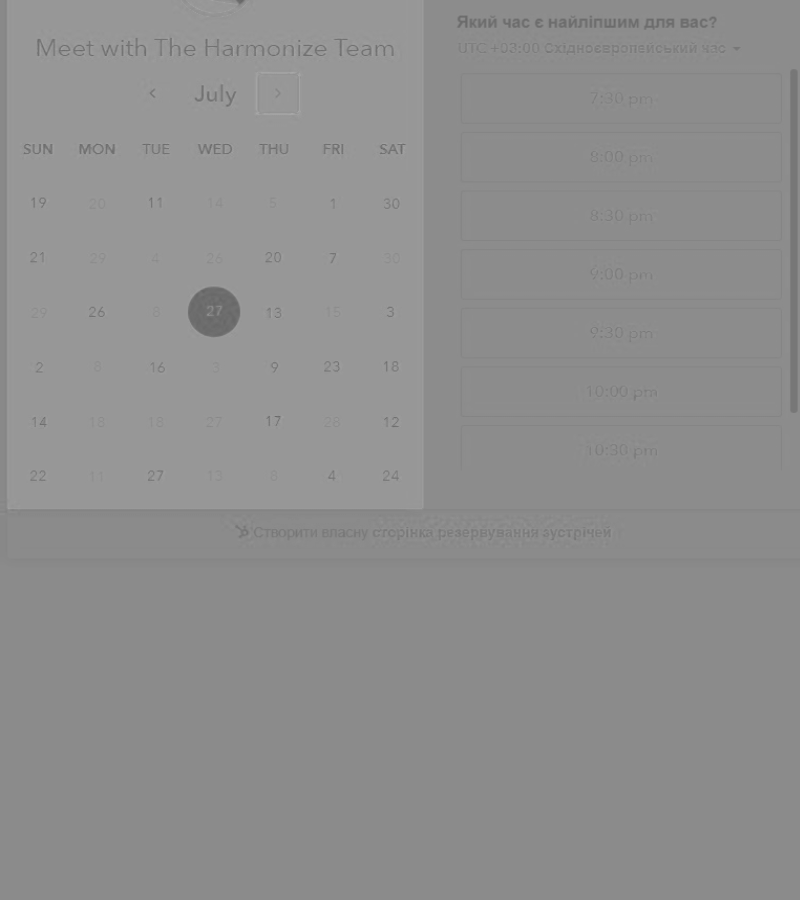 Meet with The Harmonize Team
July
SUN MON TUE WED THU FRI SAT
19 20 11 14 5 1 30
21 29 4 26 20 7 30
29 26 8 27 13 15 3
2 8 16 3 9 23 18
14 18 18 27 17 28 12
22 11 27 13 8 4 24
Який час є найліпшим для вас?
UTC +03:00 Східноєвропейський час
7:30 pm
8:00 pm
8:30 pm
9:00 pm
9:30 pm
10:00 pm
10:30 pm
Створити власну сторінку резервування зустрічей